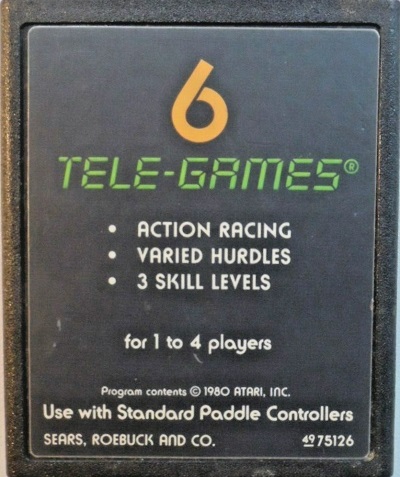 6
TELE-GAMES®
• ACTION RACING
• VARIED HURDLES
• 3 SKILL LEVELS
for 1 to 4 players
Program contents © 1980 ATARI, INC.
Use with Standard Paddle Controllers
SEARS, ROEBUCK AND CO. 49 75126